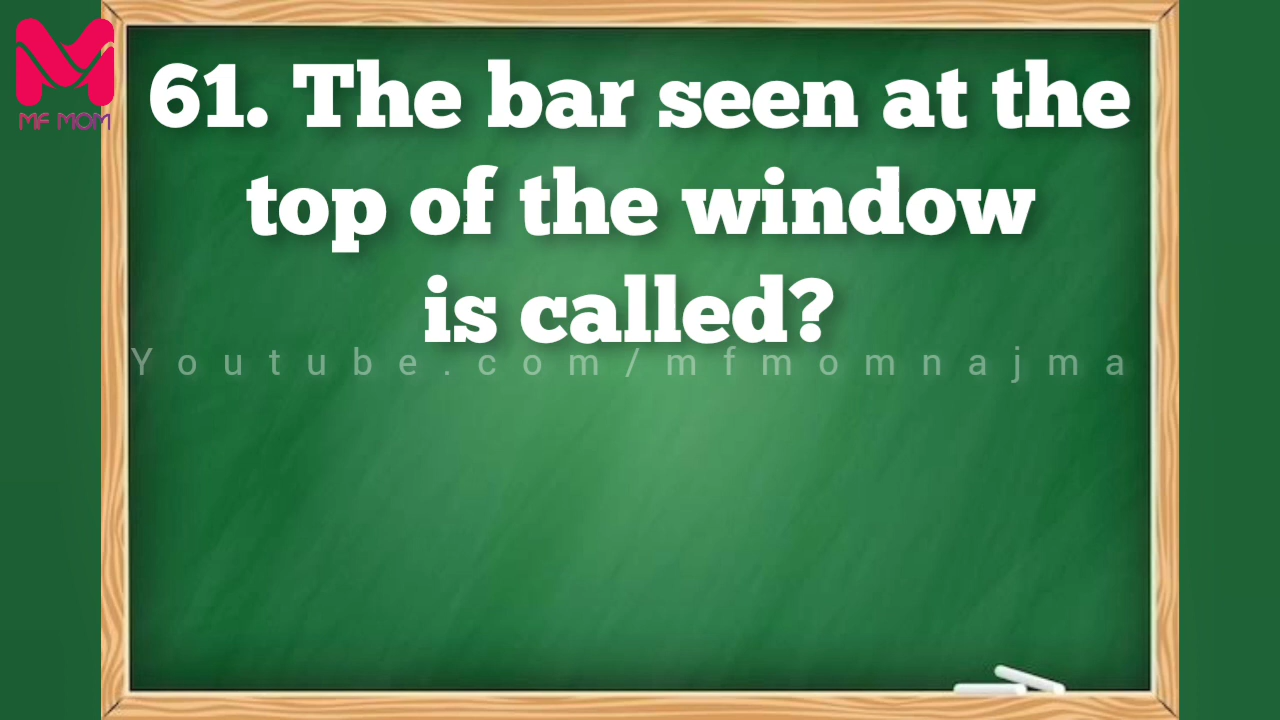 MF MOM
61. The bar seen at the
top of the window
is called?
Youtube.com/mfmomnajma